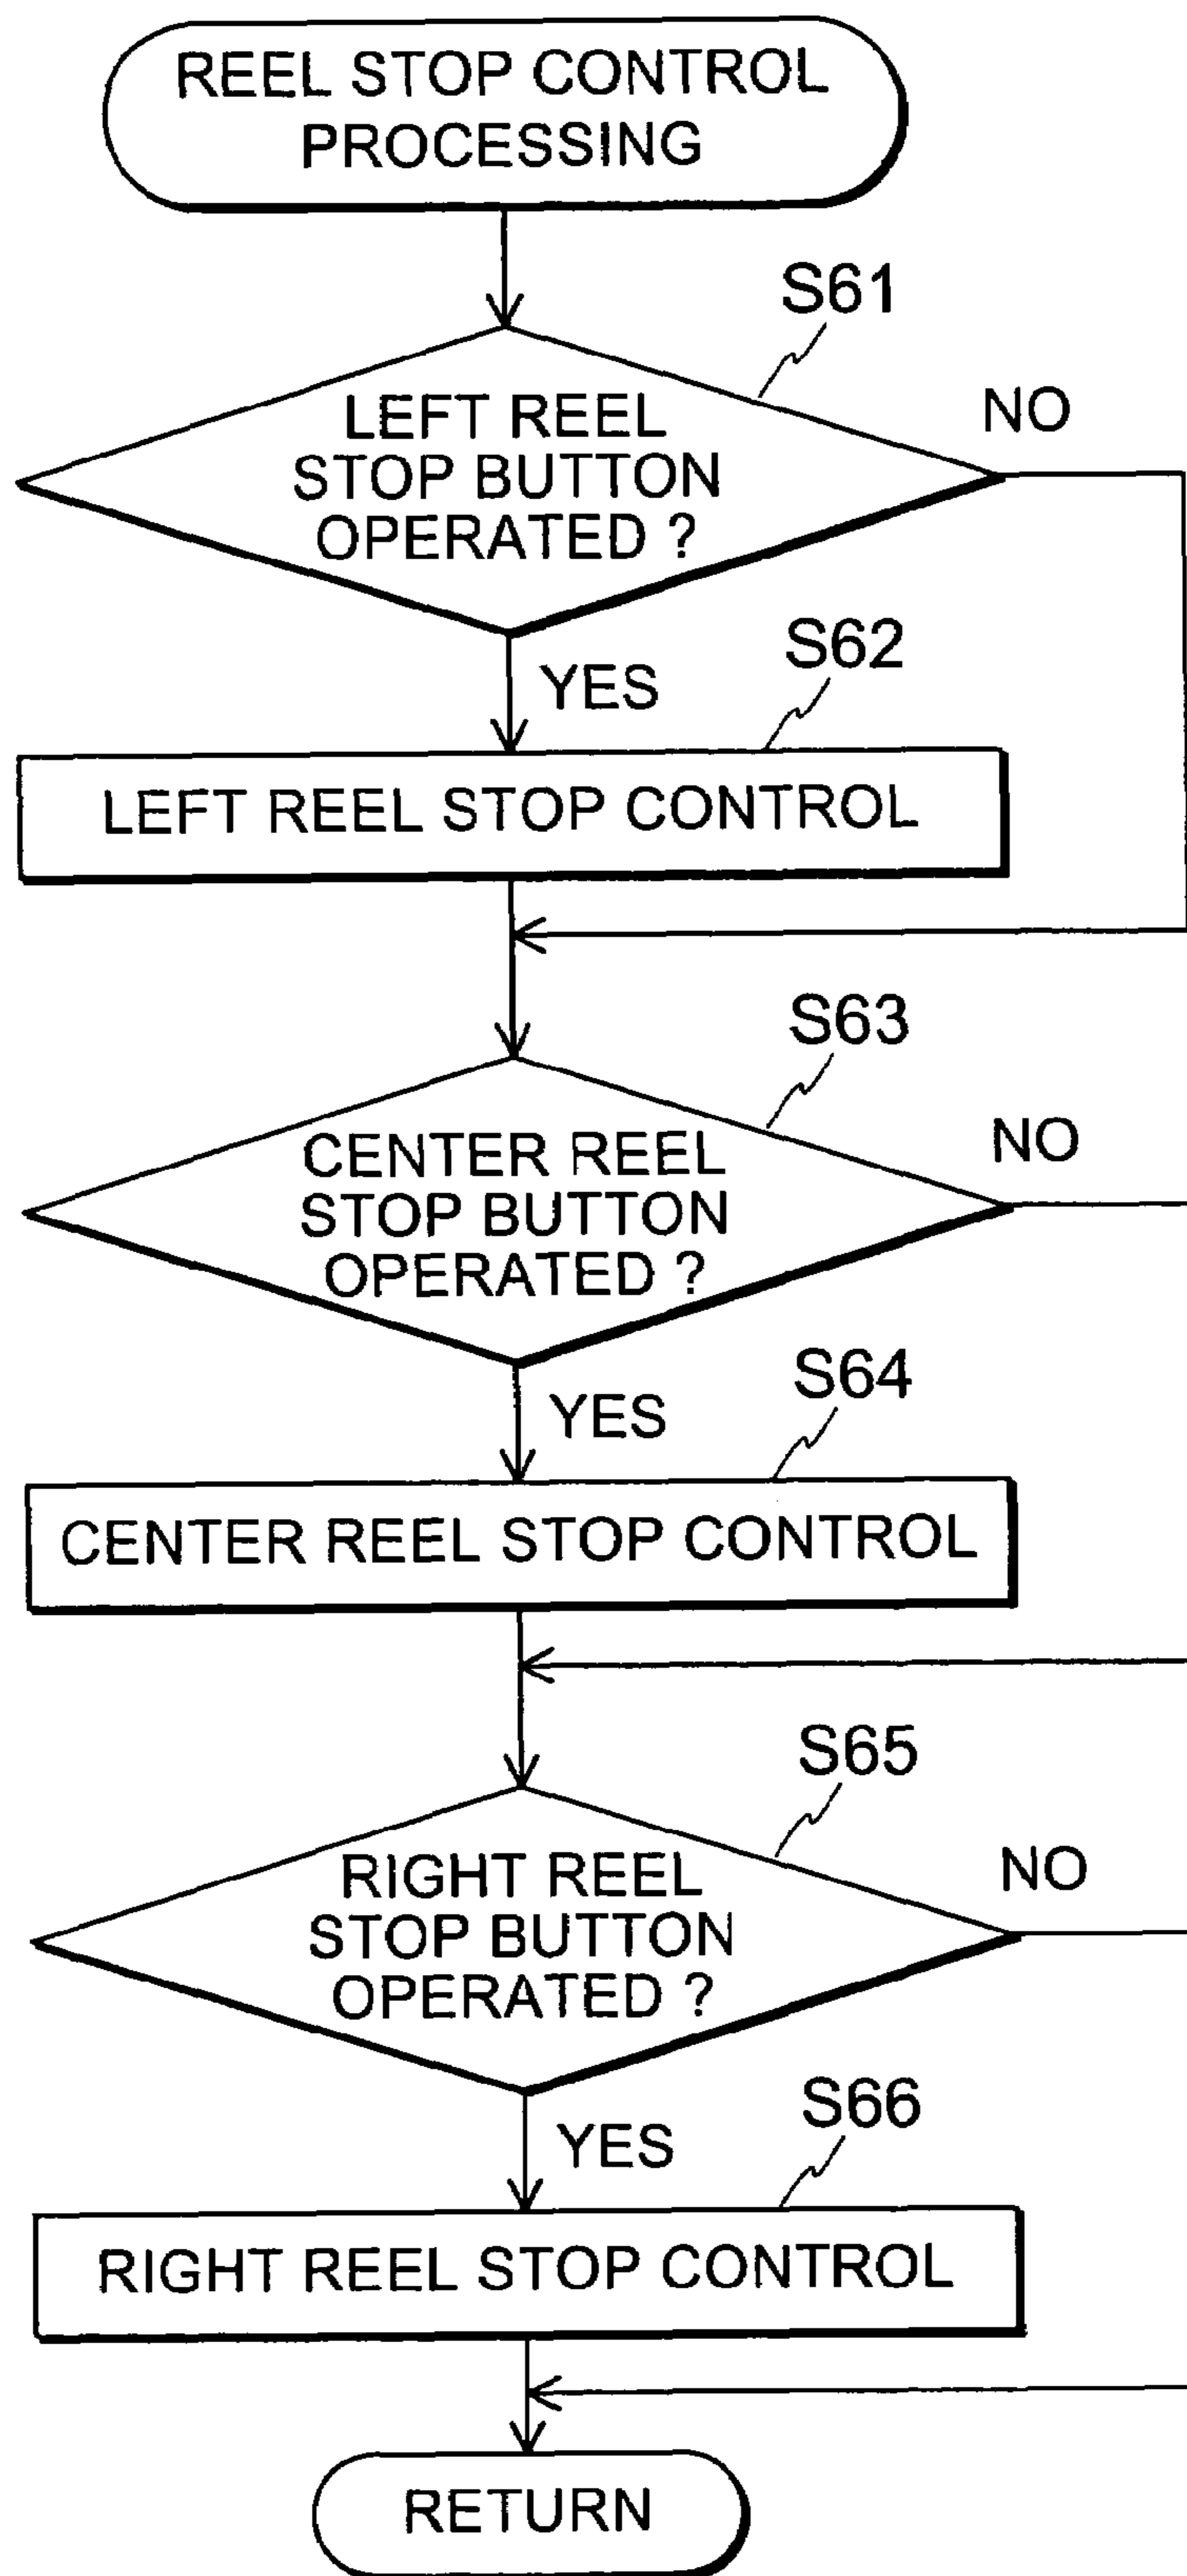 REEL STOP CONTROL
PROCESSING
S61
LEFT REEL
STOP BUTTON
OPERATED ?
NO
YES
S62
LEFT REEL STOP CONTROL
S63
CENTER REEL
STOP BUTTON
OPERATED ?
NO
YES
S64
CENTER REEL STOP CONTROL
S65
RIGHT REEL
STOP BUTTON
OPERATED ?
NO
YES
S66
RIGHT REEL STOP CONTROL
RETURN